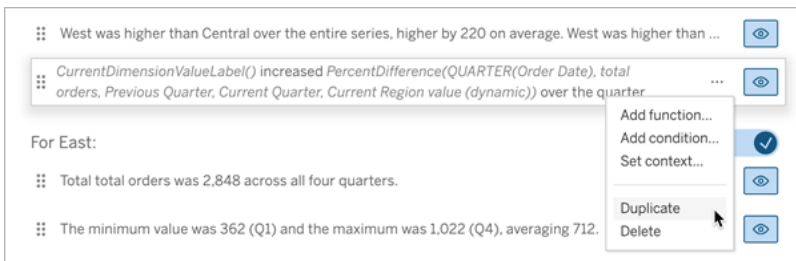 West was higher than Central over the entire series, higher by 220 on average. West was higher than ...
CurrentDimensionValueLabel() increased PercentDifference(QUARTER(Order Date), total
orders, Previous Quarter, Current Quarter, Current Region value (dynamic)) over the quarter
...
Add function...
Add condition...
Set context...
Duplicate
Delete
For East:
Total total orders was 2,848 across all four quarters.
The minimum value was 362 (Q1) and the maximum was 1,022 (Q4), averaging 712.